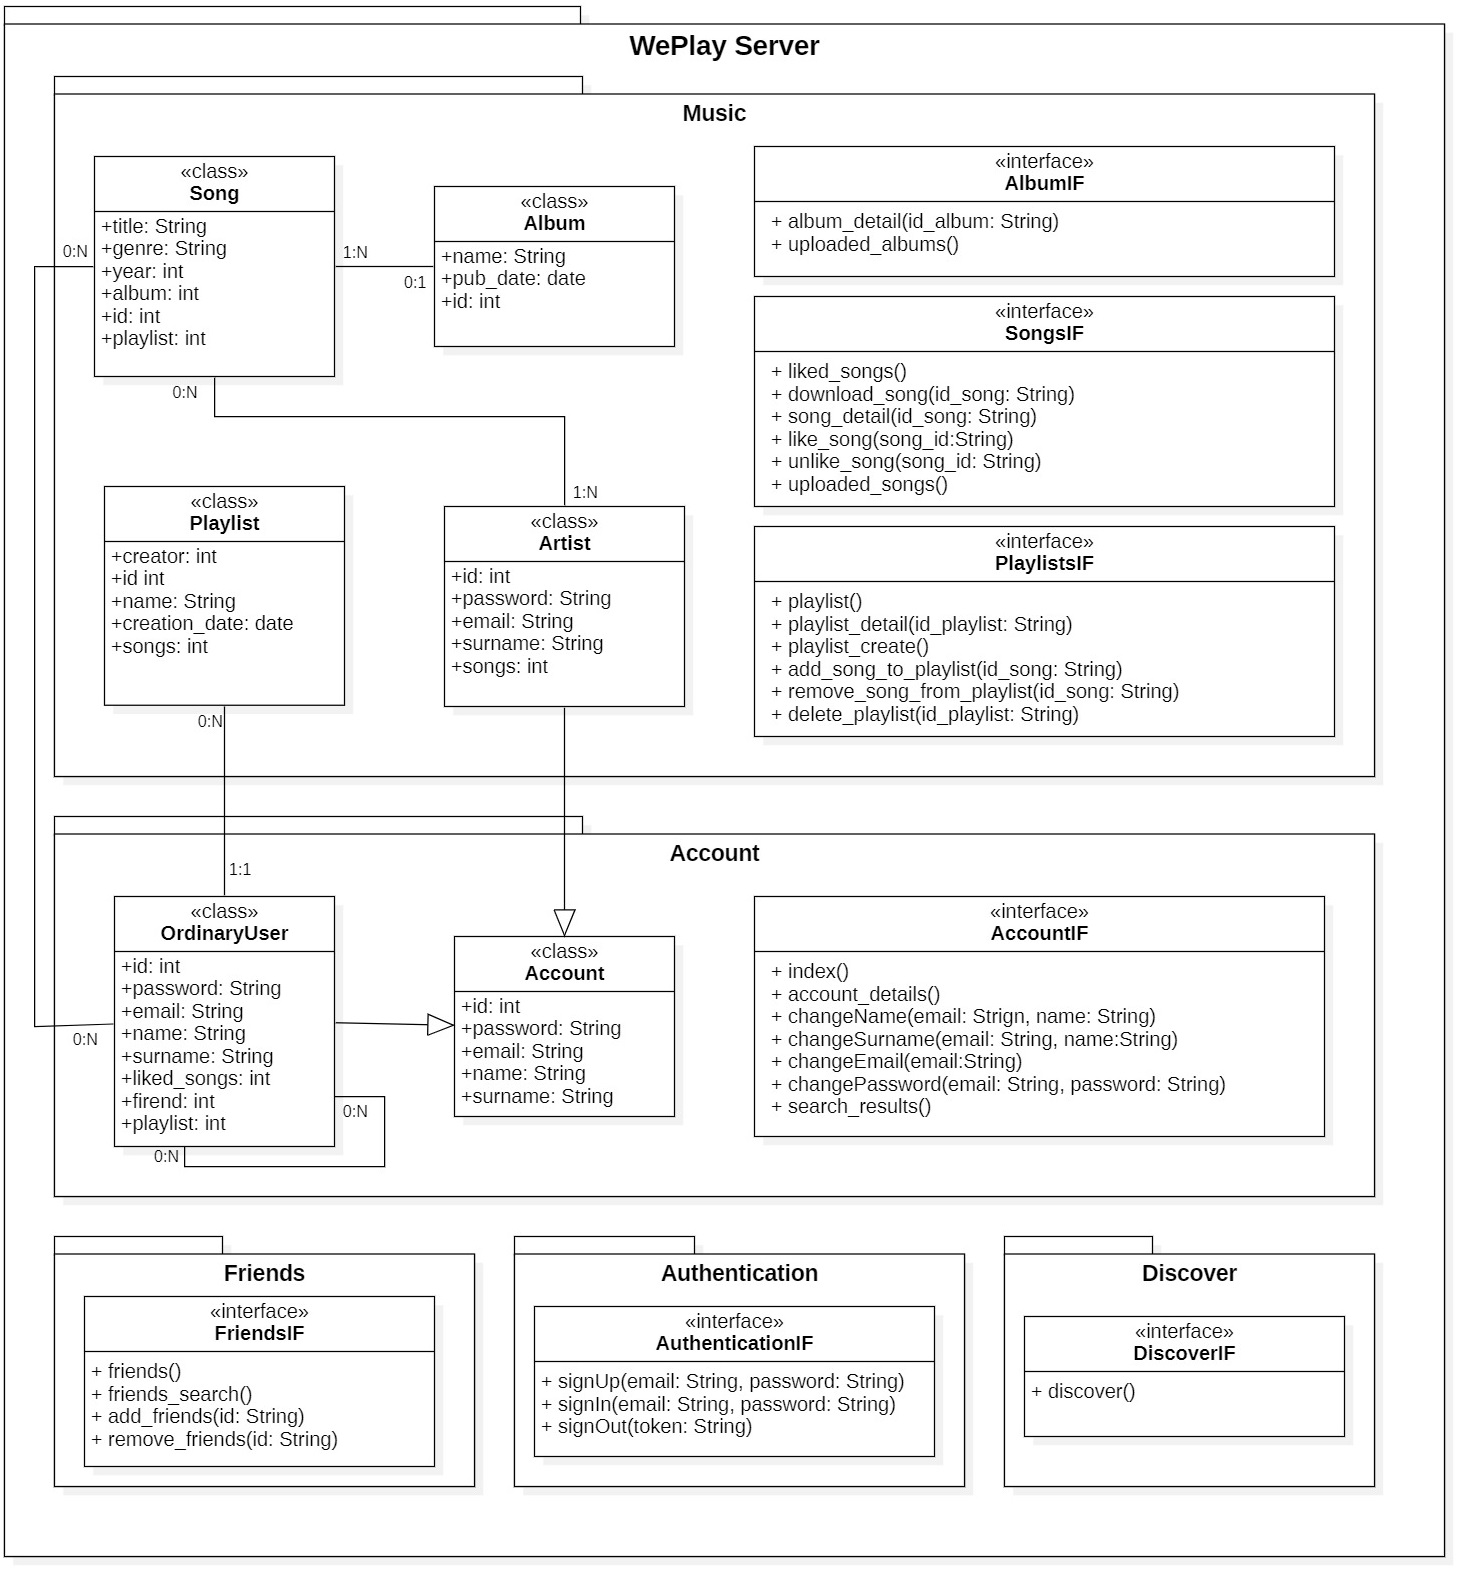 WePlay Server
Music
«class»
Song
+title: String
+genre: String
+year: int
+album: int
+id: int
+playlist: int
0:N
1:N
0:1
0:N
«class»
Album
+name: String
+pub_date: date
+id: int
«interface»
AlbumIF
+ album_detail(id_album: String)
+ uploaded_albums()
«interface»
SongsIF
+ liked_songs()
+ download_song(id_song: String)
+ song_detail(id_song: String)
+ like_song(song_id:String)
+ unlike_song(song_id: String)
+ uploaded_songs()
«class»
Playlist
+creator: int
+id int
+name: String
+creation_date: date
+songs: int
0:N
1:N
«class»
Artist
+id: int
+password: String
+email: String
+surname: String
+songs: int
«interface»
PlaylistsIF
+ playlist()
+ playlist_detail(id_playlist: String)
+ playlist_create()
+ add_song_to_playlist(id_song: String)
+ remove_song_from_playlist(id_song: String)
+ delete_playlist(id_playlist: String)
Account
1:1
«class»
OrdinaryUser
+id: int
+password: String
+email: String
+name: String
+surname: String
+liked_songs: int
+firend: int
+playlist: int
0:N
0:N
0:N
«class»
Account
+id: int
+password: String
+email: String
+name: String
+surname: String
«interface»
AccountIF
+ index()
+ account_details()
+ changeName(email: Strign, name: String)
+ changeSurname(email: String, name:String)
+ changeEmail(email:String)
+ changePassword(email: String, password: String)
+ search_results()
Friends
«interface»
FriendsIF
+ friends()
+ friends_search()
+ add_friends(id: String)
+ remove_friends(id: String)
Authentication
«interface»
AuthenticationIF
+ signUp(email: String, password: String)
+ signIn(email: String, password: String)
+ signOut(token: String)
Discover
«interface»
DiscoverIF
+ discover()